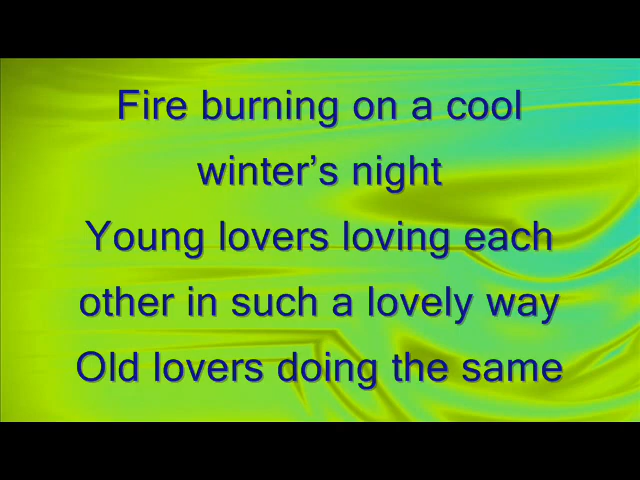 Fire burning on a cool
winter’s night
Young lovers loving each
other in such a lovely way
Old lovers doing the same